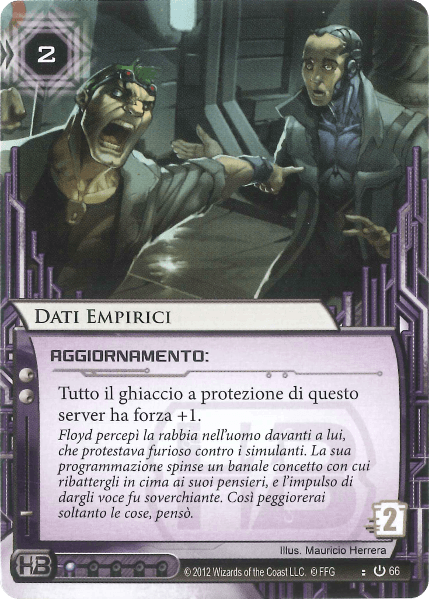 2
DATI EMPIRICI
AGGIORNAMENTO:
Tutto il ghiaccio a protezione di questo
server ha forza +1.
Floyd percepì la rabbia nell'uomo davanti a lui,
che protestava furioso contro i simulanti. La sua
programmazione spinse un banale concetto con cui
ribattergli in cima ai suoi pensieri, e l'impulso di
dargli voce fu soverchiante. Così peggiorerai
soltanto le cose, pensò.
2
Illus. Mauricio Herrera
HB
© 2012 Wizards of the Coast LLC. © FFG
66